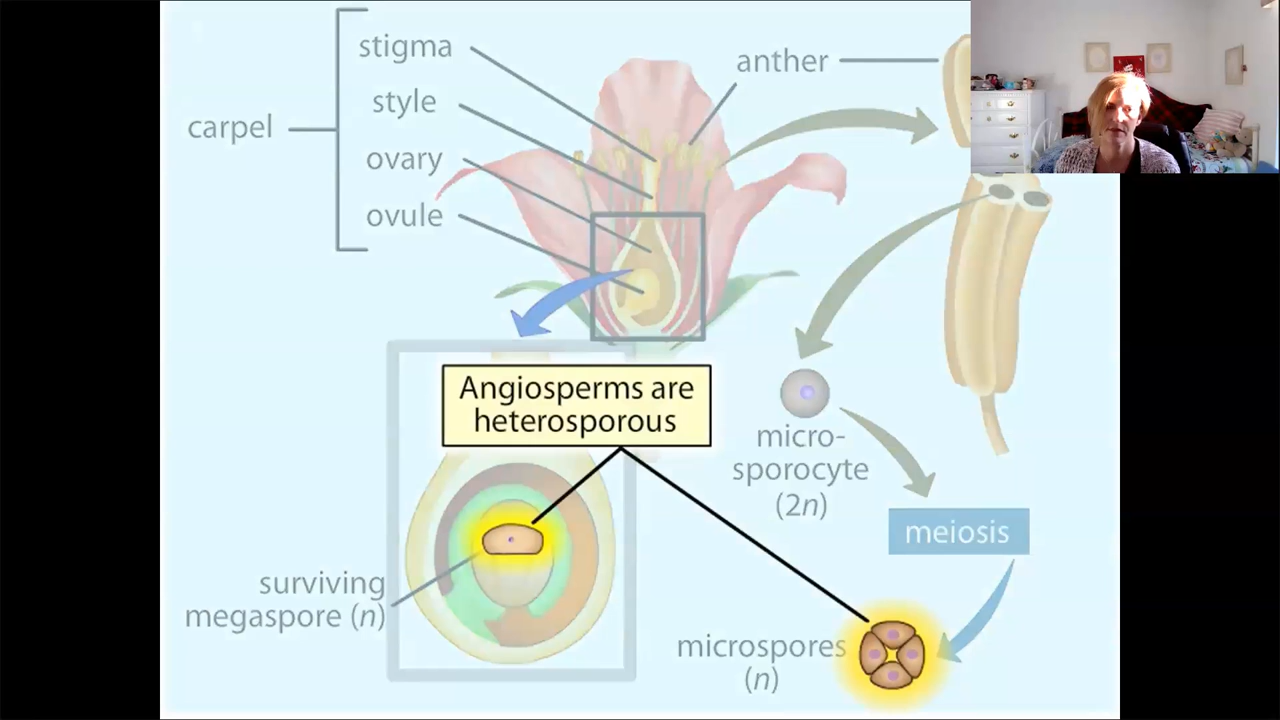 stigma
style
carpel
ovary
ovule
anther
Angiosperms are
heterosporous
micro-
sporocyte
(2n)
meiosis
surviving
megaspore (n)
microspores
(n)